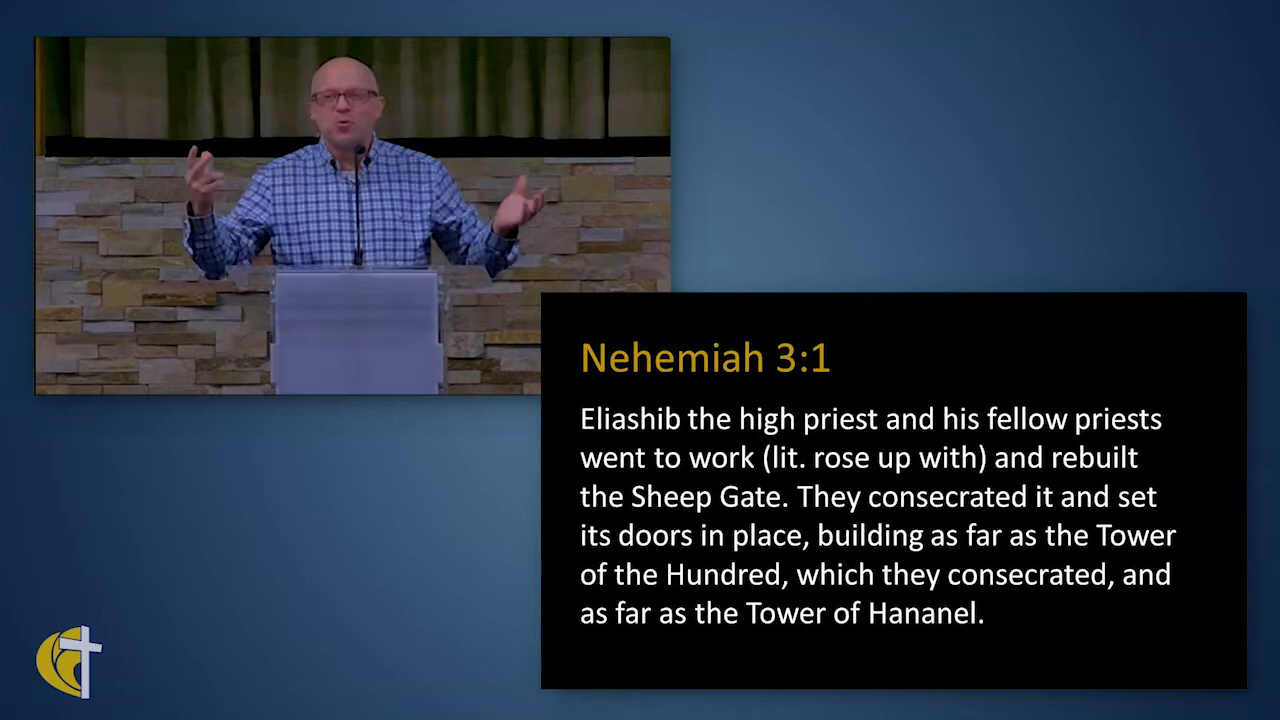 Nehemiah 3:1
Eliashib the high priest and his fellow priests
went to work (lit. rose up with) and rebuilt
the Sheep Gate. They consecrated it and set
its doors in place, building as far as the Tower
of the Hundred, which they consecrated, and
as far as the Tower of Hananel.